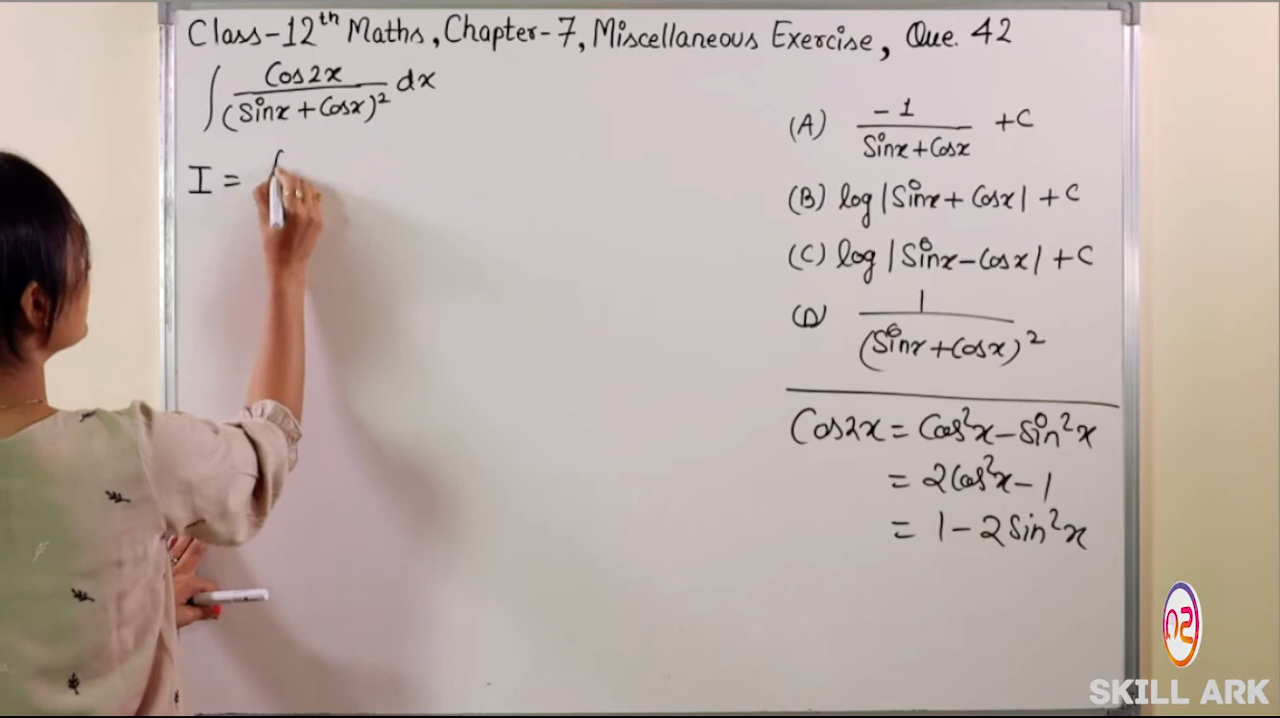 Class-12th Maths, Chapter-7, Miscellaneous Exercise, Que. 42
∫ Cos2x / (Sinx + Cosx)² dx
I = ∫
(A) -1 / Sinx + Cosx + C
(B) log |Sinx + Cosx| + C
(C) log |Sinx - Cosx| + C
(D) 1 / (Sinx + Cosx)²
Cos2x = Cos²x - Sin²x
= 2Cos²x - 1
= 1 - 2Sin²x
SKILL ARK